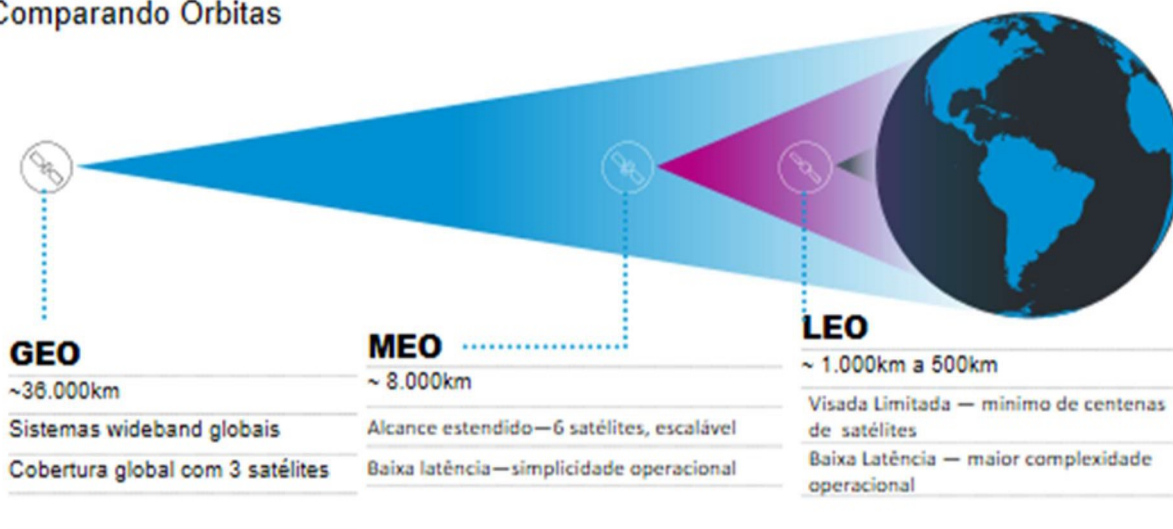 Comparando Orbitas
GEO
~36.000km
Sistemas wideband globais
Cobertura global com 3 satélites
MEO
~ 8.000km
Alcance estendido—6 satélites, escalável
Baixa latência—simplicidade operacional
LEO
~ 1.000km a 500km
Visada Limitada — minimo de centenas
de satélites
Baixa Latência — maior complexidade
operacional